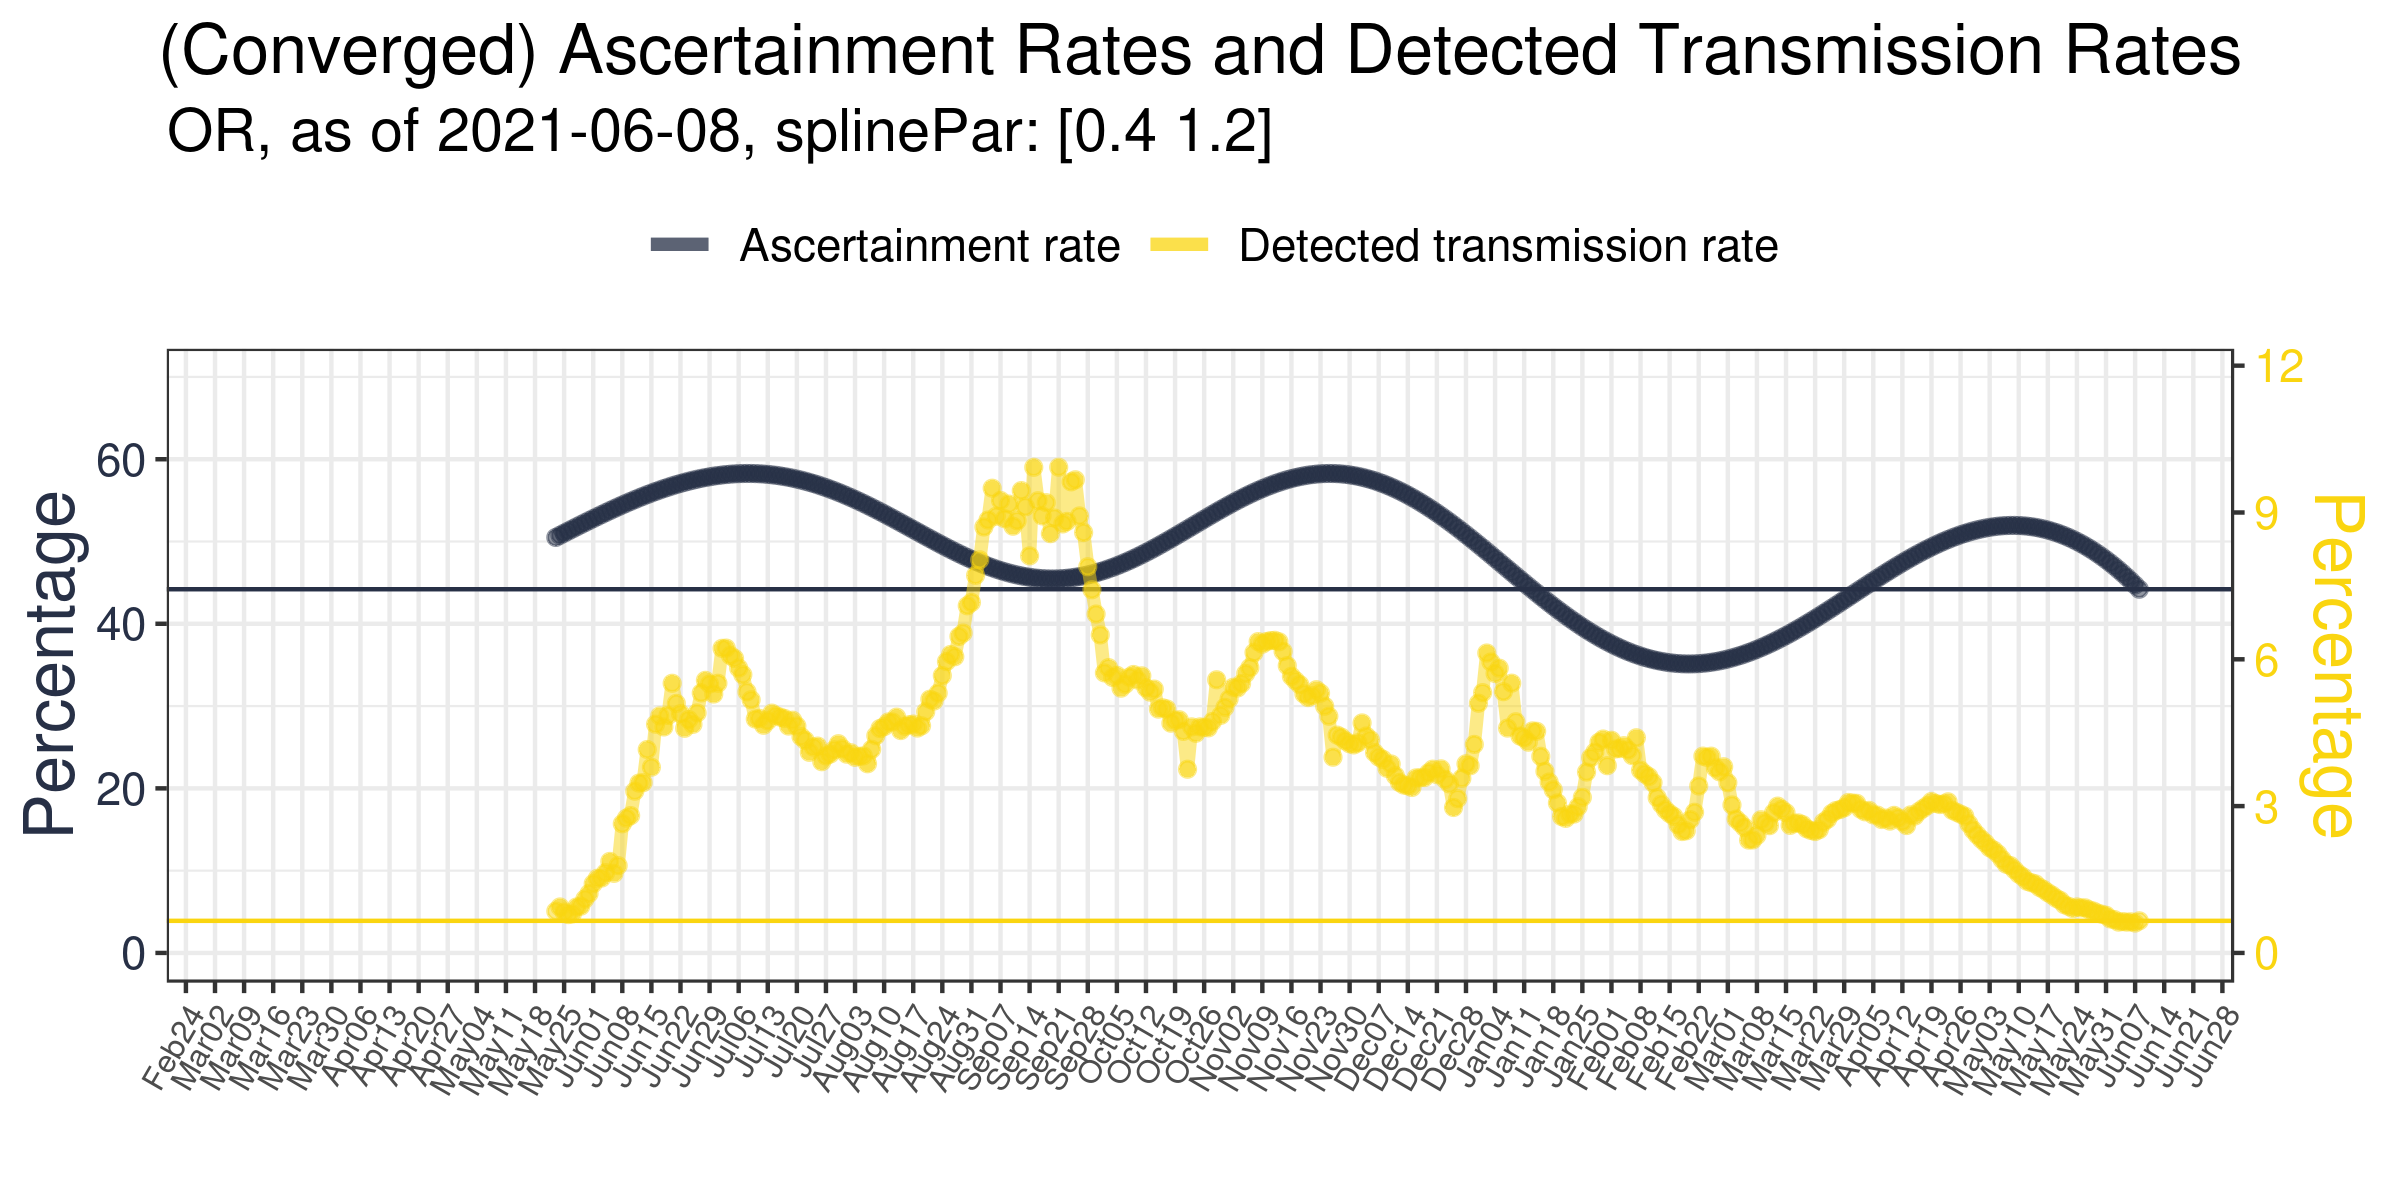 (Converged) Ascertainment Rates and Detected Transmission Rates
OR, as of 2021-06-08, splinePar: [0.4 1.2]
Ascertainment rate Detected transmission rate
Percentage
60
40
20
0
12
9
6
3
0
Percentage
Feb24
Mar02
Mar09
Mar16
Mar23
Mar30
Apr06
Apr13
Apr20
Apr27
May04
May11
May18
May25
Jun01
Jun08
Jun15
Jun22
Jun29
Jul06
Jul13
Jul20
Jul27
Aug03
Aug10
Aug17
Aug24
Aug31
Sep07
Sep14
Sep21
Sep28
Oct05
Oct12
Oct19
Oct26
Nov02
Nov09
Nov16
Nov23
Nov30
Dec07
Dec14
Dec21
Dec28
Jan04
Jan11
Jan18
Jan25
Feb01
Feb08
Feb15
Feb22
Mar01
Mar08
Mar15
Mar22
Mar29
Apr05
Apr12
Apr19
Apr26
May03
May10
May17
May24
May31
Jun07
Jun14
Jun21
Jun28